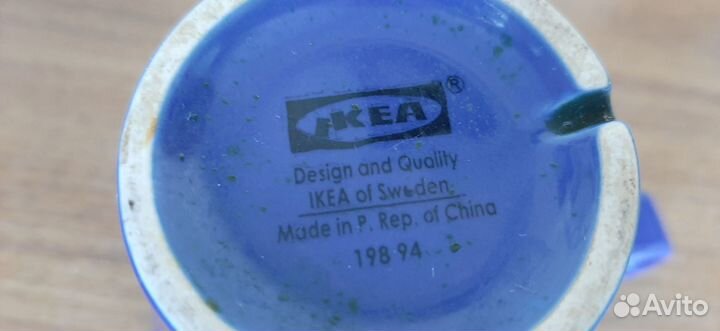 IKEA®
Design and Quality
IKEA of Sweden
Made in P. Rep. of China
198 94
Avito